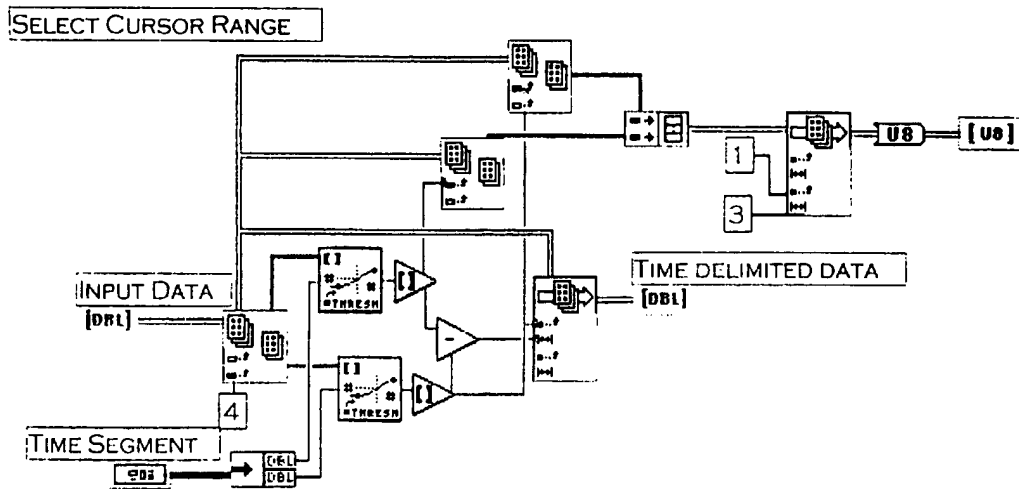 SELECT CURSOR RANGE
U8
[U8]
1
3
TIME DELIMITED DATA
[DBL]
INPUT DATA
[DBL]
[ ]
#
#
THRESH
[ ]
-
[ ]
#
#
THRESH
[ ]
4
TIME SEGMENT
DBL
DBL